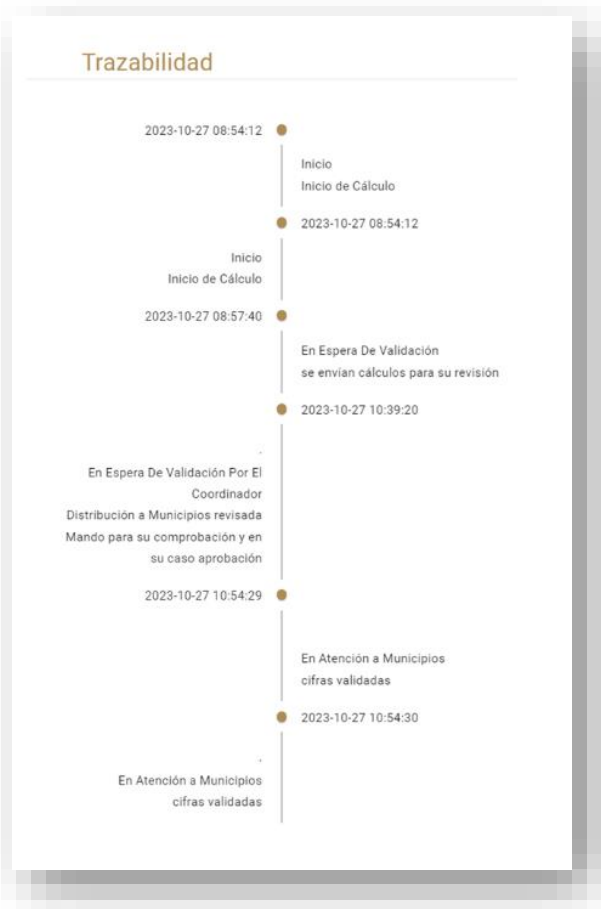 Trazabilidad
2023-10-27 08:54:12
Inicio
Inicio de Cálculo
2023-10-27 08:54:12
Inicio
Inicio de Cálculo
2023-10-27 08:57:40
En Espera De Validación
se envían cálculos para su revisión
2023-10-27 10:39:20
.
En Espera De Validación Por El
Coordinador
Distribución a Municipios revisada
Mando para su comprobación y en
su caso aprobación
2023-10-27 10:54:29
En Atención a Municipios
cifras validadas
2023-10-27 10:54:30
.
En Atención a Municipios
cifras validadas